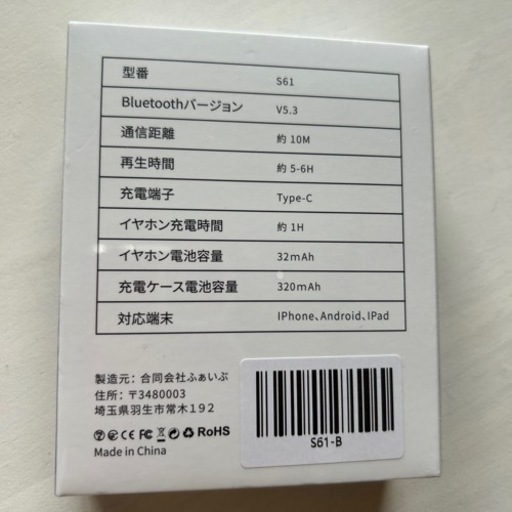 型番 S61
Bluetoothバージョン V5.3
通信距離 約 10M
再生時間 約 5-6H
充電端子 Type-C
イヤホン充電時間 約 1H
イヤホン電池容量 32mAh
充電ケース電池容量 320mAh
対応端末 IPhone、Android、IPad
製造元：合同会社ふぁいぶ
住所：〒3480003
埼玉県羽生市常木１９２
CE FC RoHS
Made in China
S61-B